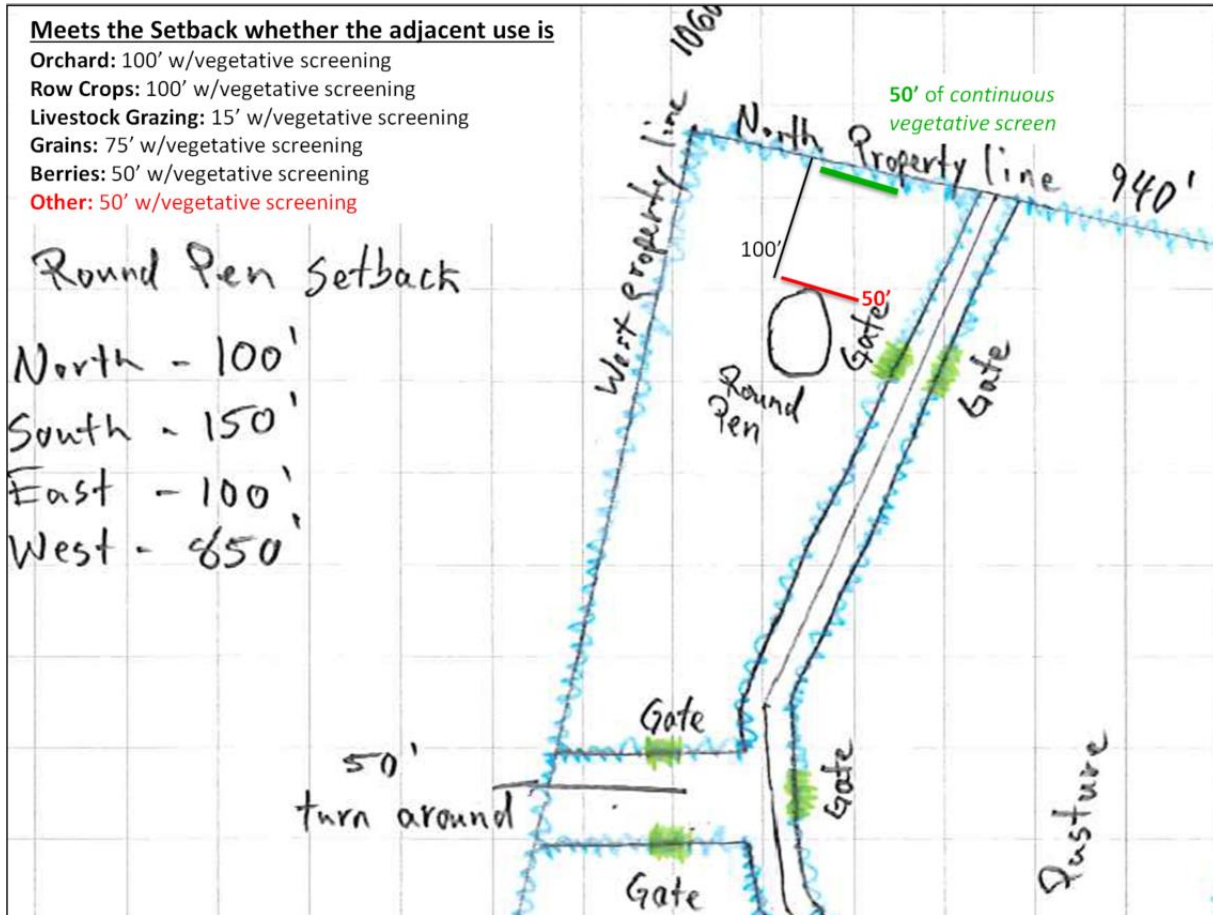 Meets the Setback whether the adjacent use is
Orchard: 100' w/vegetative screening
Row Crops: 100' w/vegetative screening
Livestock Grazing: 15' w/vegetative screening
Grains: 75' w/vegetative screening
Berries: 50' w/vegetative screening
Other: 50' w/vegetative screening
1060
50' of continuous
vegetative screen
North Property line 940'
West property line
100'
50'
Round Pen Setback
North - 100'
South - 150'
East - 100'
West - 850'
Round
Pen
Gate
Gate
Gate
50'
turn around
Gate
Gate
Pasture